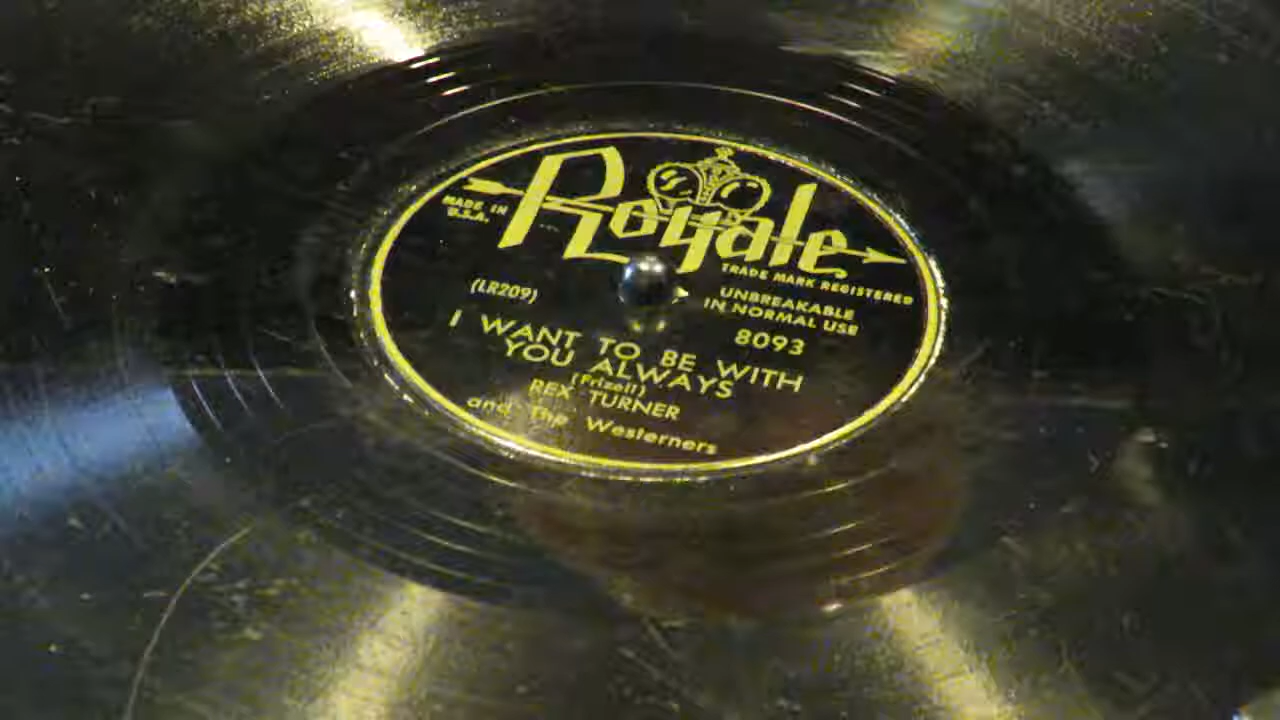 Royale
MADE IN
U.S.A.
TRADE MARK REGISTERED
(LR209)
UNBREAKABLE
IN NORMAL USE
8093
I WANT TO BE WITH
YOU ALWAYS
(Frizell)
REX TURNER
and The Westerners